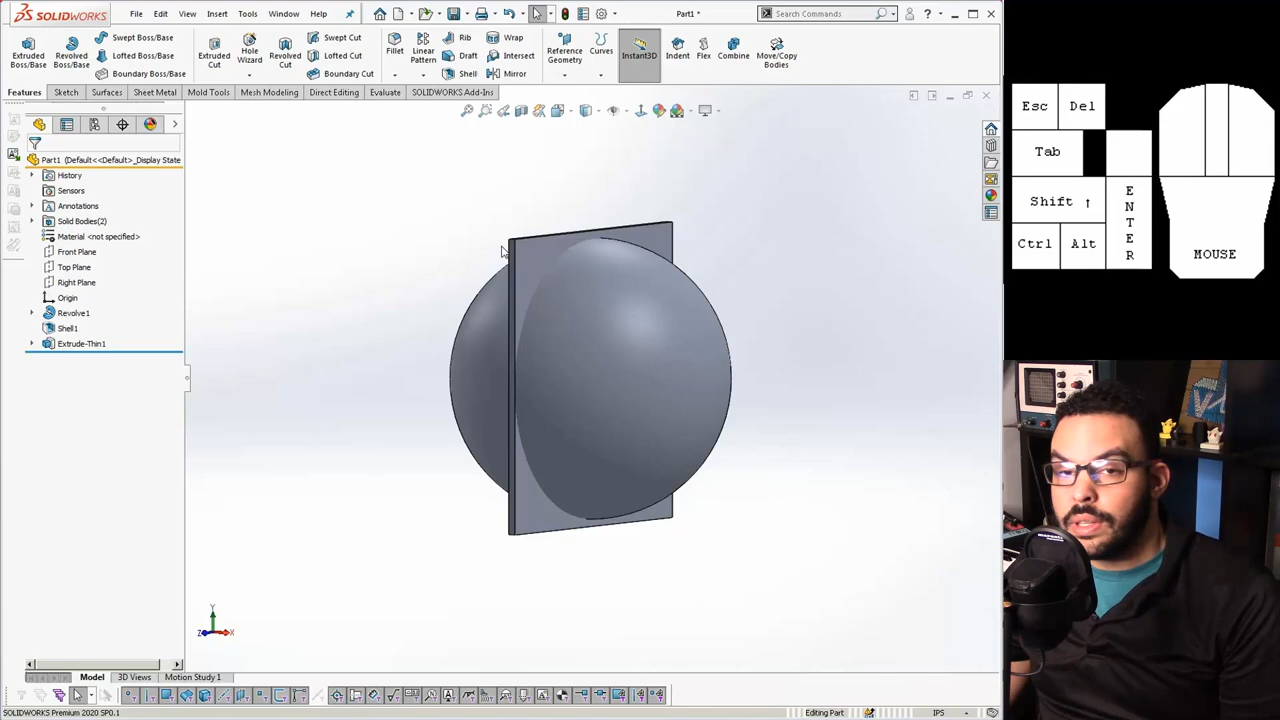 SOLIDWORKS File Edit View Insert Tools Window Help Part1 * Search Commands
Extruded Boss/Base
Revolved Boss/Base
Swept Boss/Base
Lofted Boss/Base
Boundary Boss/Base
Extruded Cut
Hole Wizard
Revolved Cut
Swept Cut
Lofted Cut
Boundary Cut
Fillet
Linear Pattern
Rib
Draft
Shell
Wrap
Intersect
Mirror
Reference Geometry
Curves
Instant3D
Indent
Flex
Combine
Move/Copy Bodies
Features Sketch Surfaces Sheet Metal Mold Tools Mesh Modeling Direct Editing Evaluate SOLIDWORKS Add-Ins
Part1 (Default<<Default>_Display State
History
Sensors
Annotations
Solid Bodies(2)
Material <not specified>
Front Plane
Top Plane
Right Plane
Origin
Revolve1
Shell1
Extrude-Thin1
Y
Z X
Model 3D Views Motion Study 1
SOLIDWORKS Premium 2020 SP0.1 Editing Part IPS
Esc Del
Tab
Shift ↑
Ctrl Alt
E
N
T
E
R
MOUSE